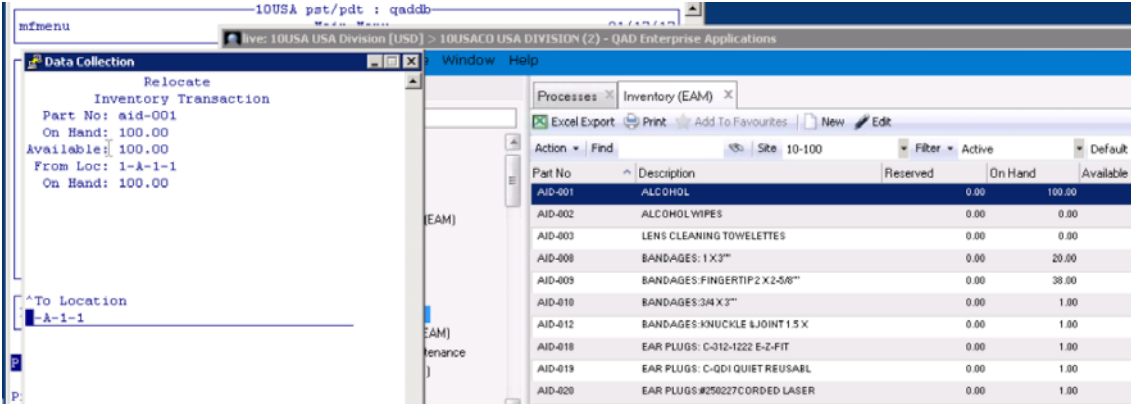 10USA pst/pdt : qaddb
mfmenu
live: 10USA USA Division [USD] > 10USACO USA DIVISION (2) - QAD Enterprise Applications
Data Collection
Window Help
Relocate
Inventory Transaction
Part No: aid-001
On Hand: 100.00
Available: 100.00
From Loc: 1-A-1-1
On Hand: 100.00
^To Location
-A-1-1
(EAM)
EAM)
tenance
)
P
P
Processes Inventory (EAM)
Excel Export Print Add To Favourites New Edit
Action Find Site 10-100 Filter Active Default
Part No Description Reserved On Hand Available
AID-001 ALCOHOL 0.00 100.00
AID-002 ALCOHOL WIPES 0.00 0.00
AID-003 LENS CLEANING TOWELETTES 0.00 0.00
AID-008 BANDAGES: 1 X 3"" 0.00 20.00
AID-009 BANDAGES:FINGERTIP 2 X 2-5/8"" 0.00 38.00
AID-010 BANDAGES:3/4 X 3"" 0.00 1.00
AID-012 BANDAGES:KNUCKLE &JOINT 1.5 X 0.00 1.00
AID-018 EAR PLUGS: C-312-1222 E-Z-FIT 0.00 1.00
AID-019 EAR PLUGS: C-QDI QUIET REUSABL 0.00 1.00
AID-020 EAR PLUGS:#250227CORDED LASER 0.00 1.00